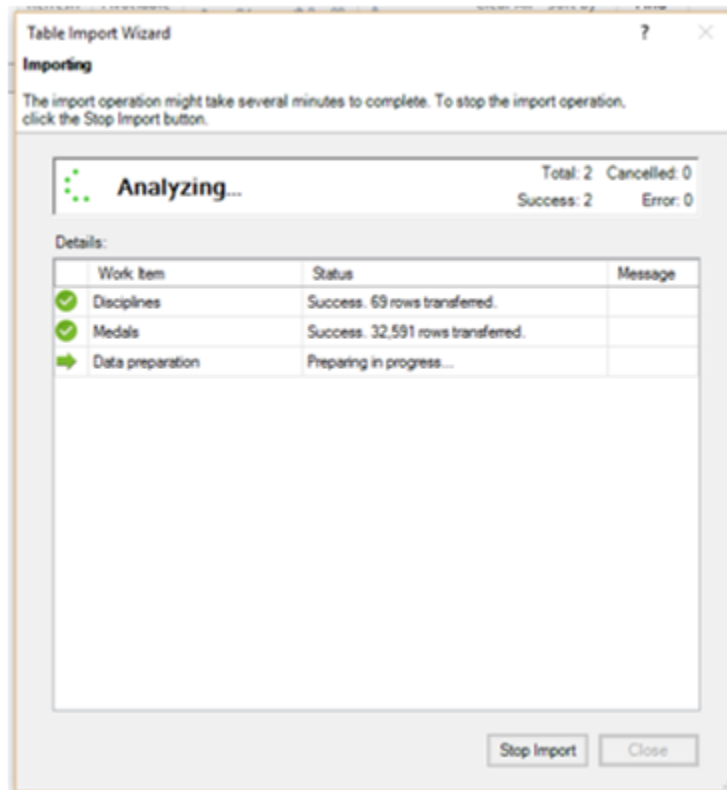 Table Import Wizard ?
Importing
The import operation might take several minutes to complete. To stop the import operation,
click the Stop Import button.
Analyzing... Total: 2 Cancelled: 0
Success: 2 Error: 0
Details:
Work Item Status Message
Disciplines Success. 69 rows transferred.
Medals Success. 32,591 rows transferred.
Data preparation Preparing in progress...
Stop Import Close